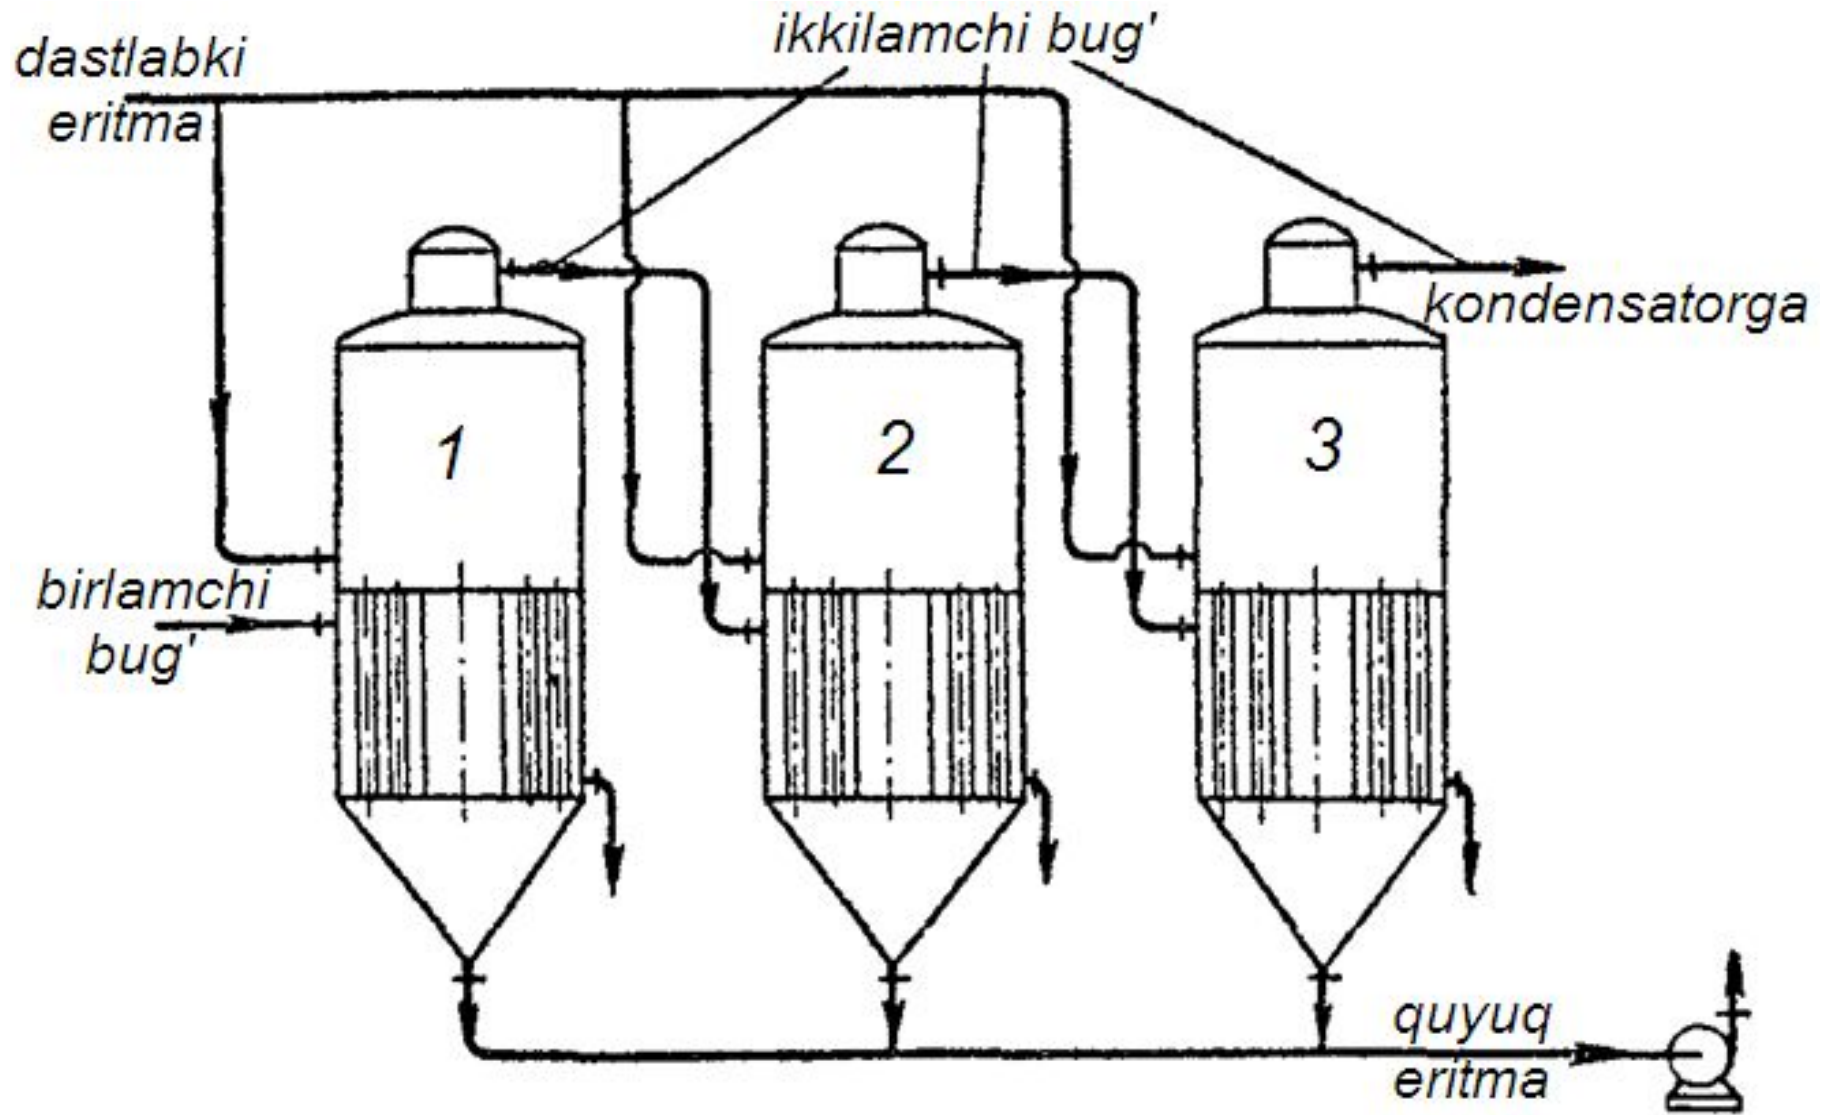 dastlabki
eritma
ikkilamchi bug'
kondensatorga
1
2
3
birlamchi
bug'
quyuq
eritma